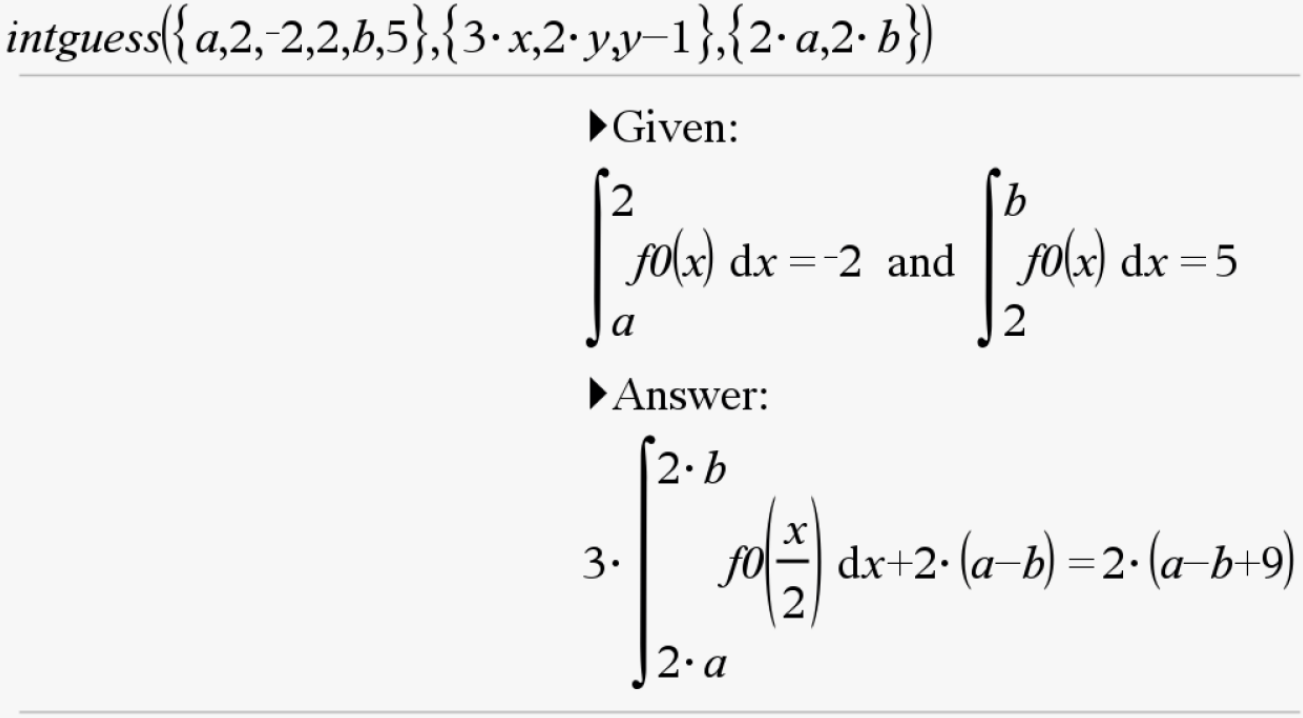 intguess({a,2,⁻2,2,b,5},{3·x,2·y,y−1},{2·a,2·b})
▶Given:
∫_a^2 f0(x) dx = ⁻2 and ∫_2^b f0(x) dx = 5
▶Answer:
3·∫_{2·a}^{2·b} f0(x/2) dx+2·(a−b) = 2·(a−b+9)